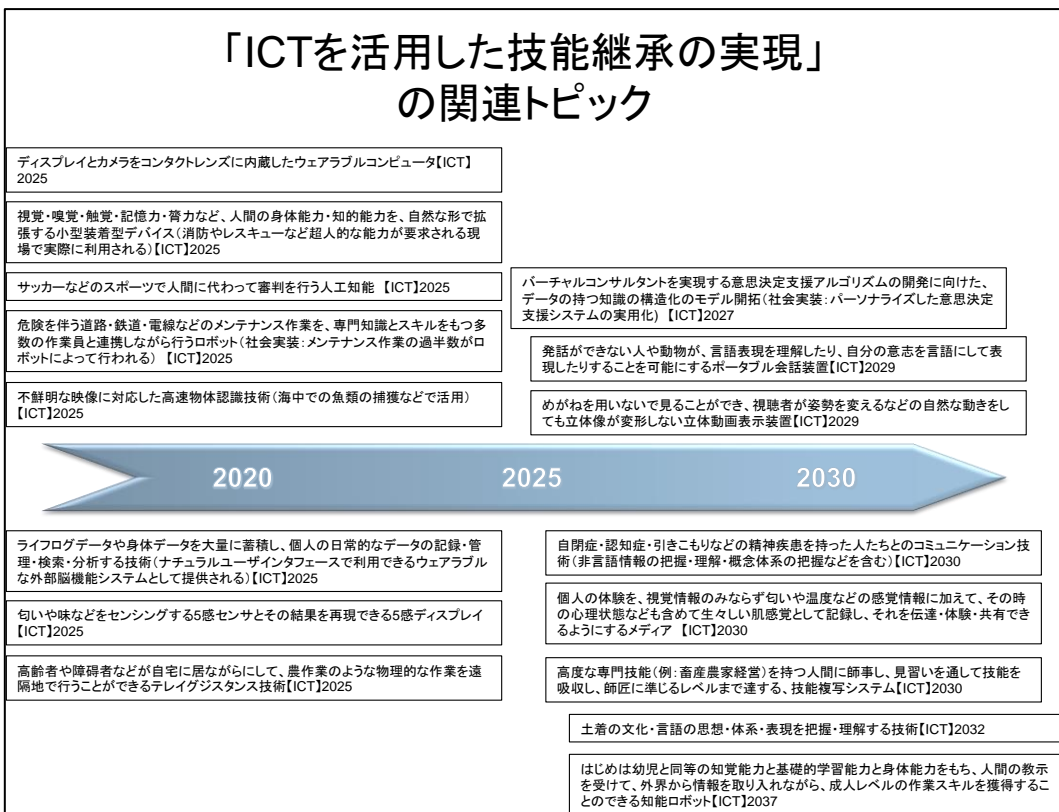 「ICTを活用した技能継承の実現」
の関連トピック
ディスプレイとカメラをコンタクトレンズに内蔵したウェアラブルコンピュータ【ICT】
2025
視覚・嗅覚・触覚・記憶力・膂力など、人間の身体能力・知的能力を、自然な形で拡
張する小型装着型デバイス(消防やレスキューなど超人的な能力が要求される現
場で実際に利用される)【ICT】2025
サッカーなどのスポーツで人間に代わって審判を行う人工知能 【ICT】2025
危険を伴う道路・鉄道・電線などのメンテナンス作業を、専門知識とスキルをもつ多
数の作業員と連携しながら行うロボット(社会実装:メンテナンス作業の過半数がロ
ボットによって行われる) 【ICT】2025
不鮮明な映像に対応した高速物体認識技術(海中での魚類の捕獲などで活用)
【ICT】2025
バーチャルコンサルタントを実現する意思決定支援アルゴリズムの開発に向けた、
データの持つ知識の構造化のモデル開拓(社会実装:パーソナライズした意思決定
支援システムの実用化) 【ICT】2027
発話ができない人や動物が、言語表現を理解したり、自分の意志を言語にして表
現したりすることを可能にするポータブル会話装置【ICT】2029
めがねを用いないで見ることができ、視聴者が姿勢を変えるなどの自然な動きをし
ても立体像が変形しない立体動画表示装置【ICT】2029
2020 2025 2030
ライフログデータや身体データを大量に蓄積し、個人の日常的なデータの記録・管
理・検索・分析する技術(ナチュラルユーザインタフェースで利用できるウェアラブル
な外部脳機能システムとして提供される)【ICT】2025
匂いや味などをセンシングする5感センサとその結果を再現できる5感ディスプレイ
【ICT】2025
高齢者や障碍者などが自宅に居ながらにして、農作業のような物理的な作業を遠
隔地で行うことができるテレイグジスタンス技術【ICT】2025
自閉症・認知症・引きこもりなどの精神疾患を持った人たちとのコミュニケーション技
術(非言語情報の把握・理解・概念体系の把握などを含む)【ICT】2030
個人の体験を、視覚情報のみならず匂いや温度などの感覚情報に加えて、その時
の心理状態なども含めて生々しい肌感覚として記録し、それを伝達・体験・共有でき
るようにするメディア 【ICT】2030
高度な専門技能(例:畜産農家経営)を持つ人間に師事し、見習いを通して技能を
吸収し、師匠に準じるレベルまで達する、技能複写システム【ICT】2030
土着の文化・言語の思想・体系・表現を把握・理解する技術【ICT】2032
はじめは幼児と同等の知覚能力と基礎的学習能力と身体能力をもち、人間の教示
を受けて、外界から情報を取り入れながら、成人レベルの作業スキルを獲得するこ
とのできる知能ロボット【ICT】2037